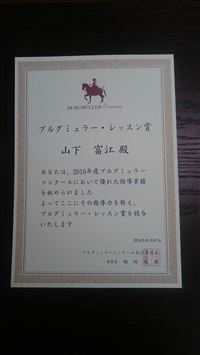 BURGMÜLLER Concours
ブルグミュラー・レッスン賞
山下 富江 殿
あなたは、2018年度ブルグミュラー
コンクールにおいて優れた指導実績
を収められました
よってここにその指導力を称え、
ブルグミュラー・レッスン賞を授与
いたします